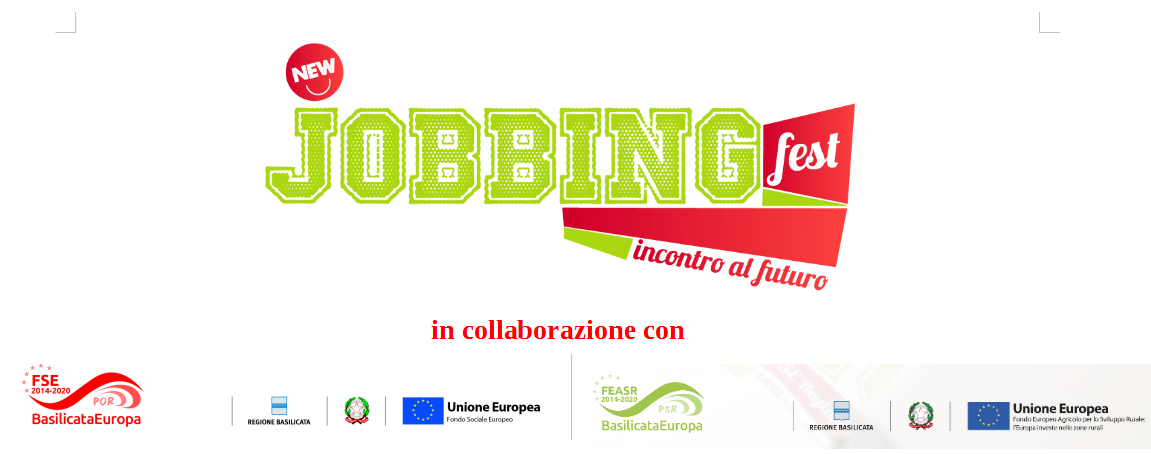 NEW
JOBBING
fest
incontro al futuro
in collaborazione con
FSE
2014-2020
POR
BasilicataEuropa
REGIONE BASILICATA
Unione Europea
Fondo Sociale Europeo
FEASR
2014-2020
PSR
BasilicataEuropa
REGIONE BASILICATA
Unione Europea
Fondo Europeo Agricolo per lo Sviluppo Rurale:
l'Europa investe nelle zone rurali